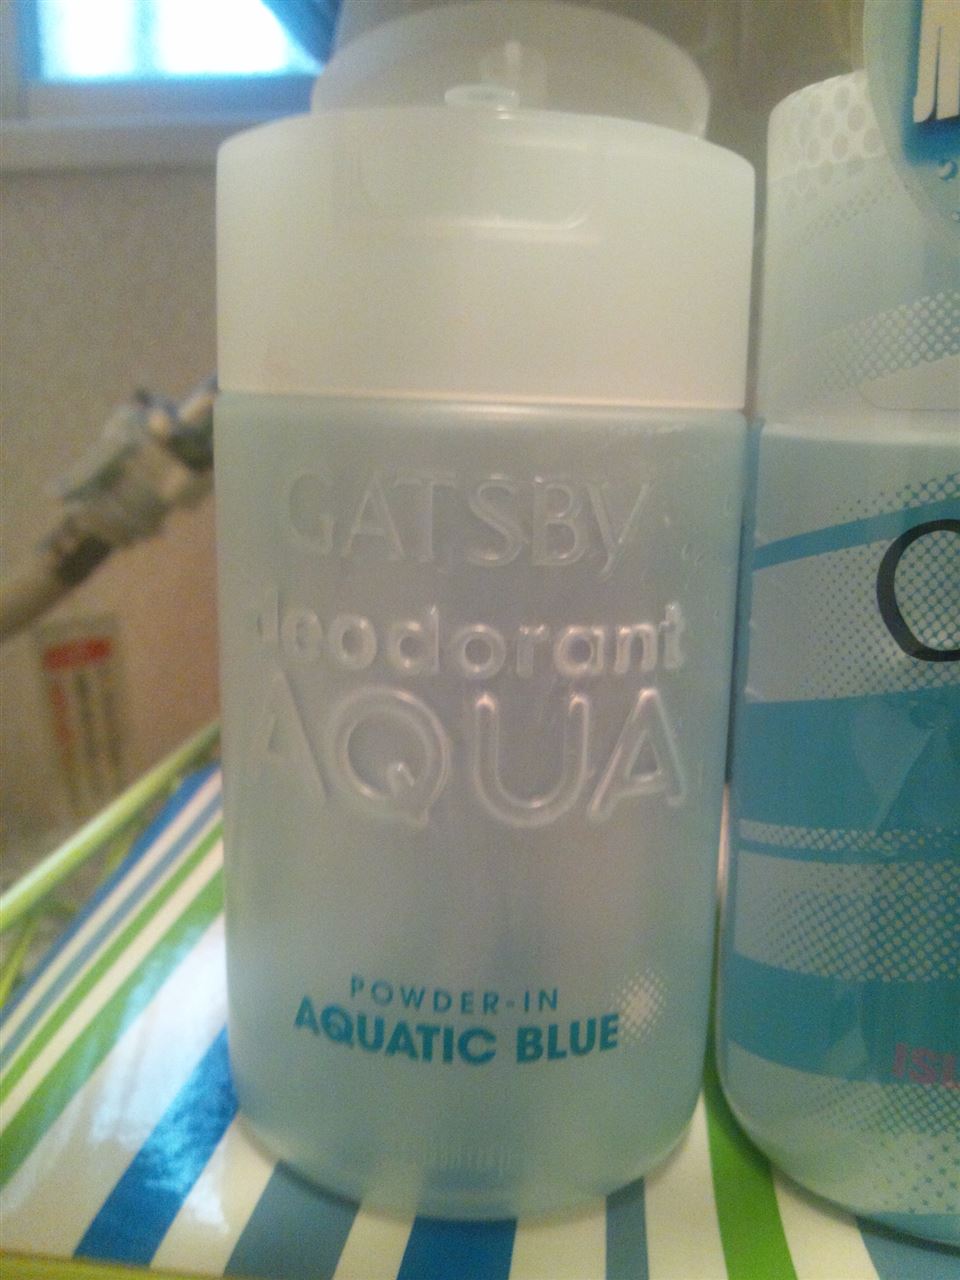 GATSBY
deodorant
AQUA
POWDER-IN
AQUATIC BLUE